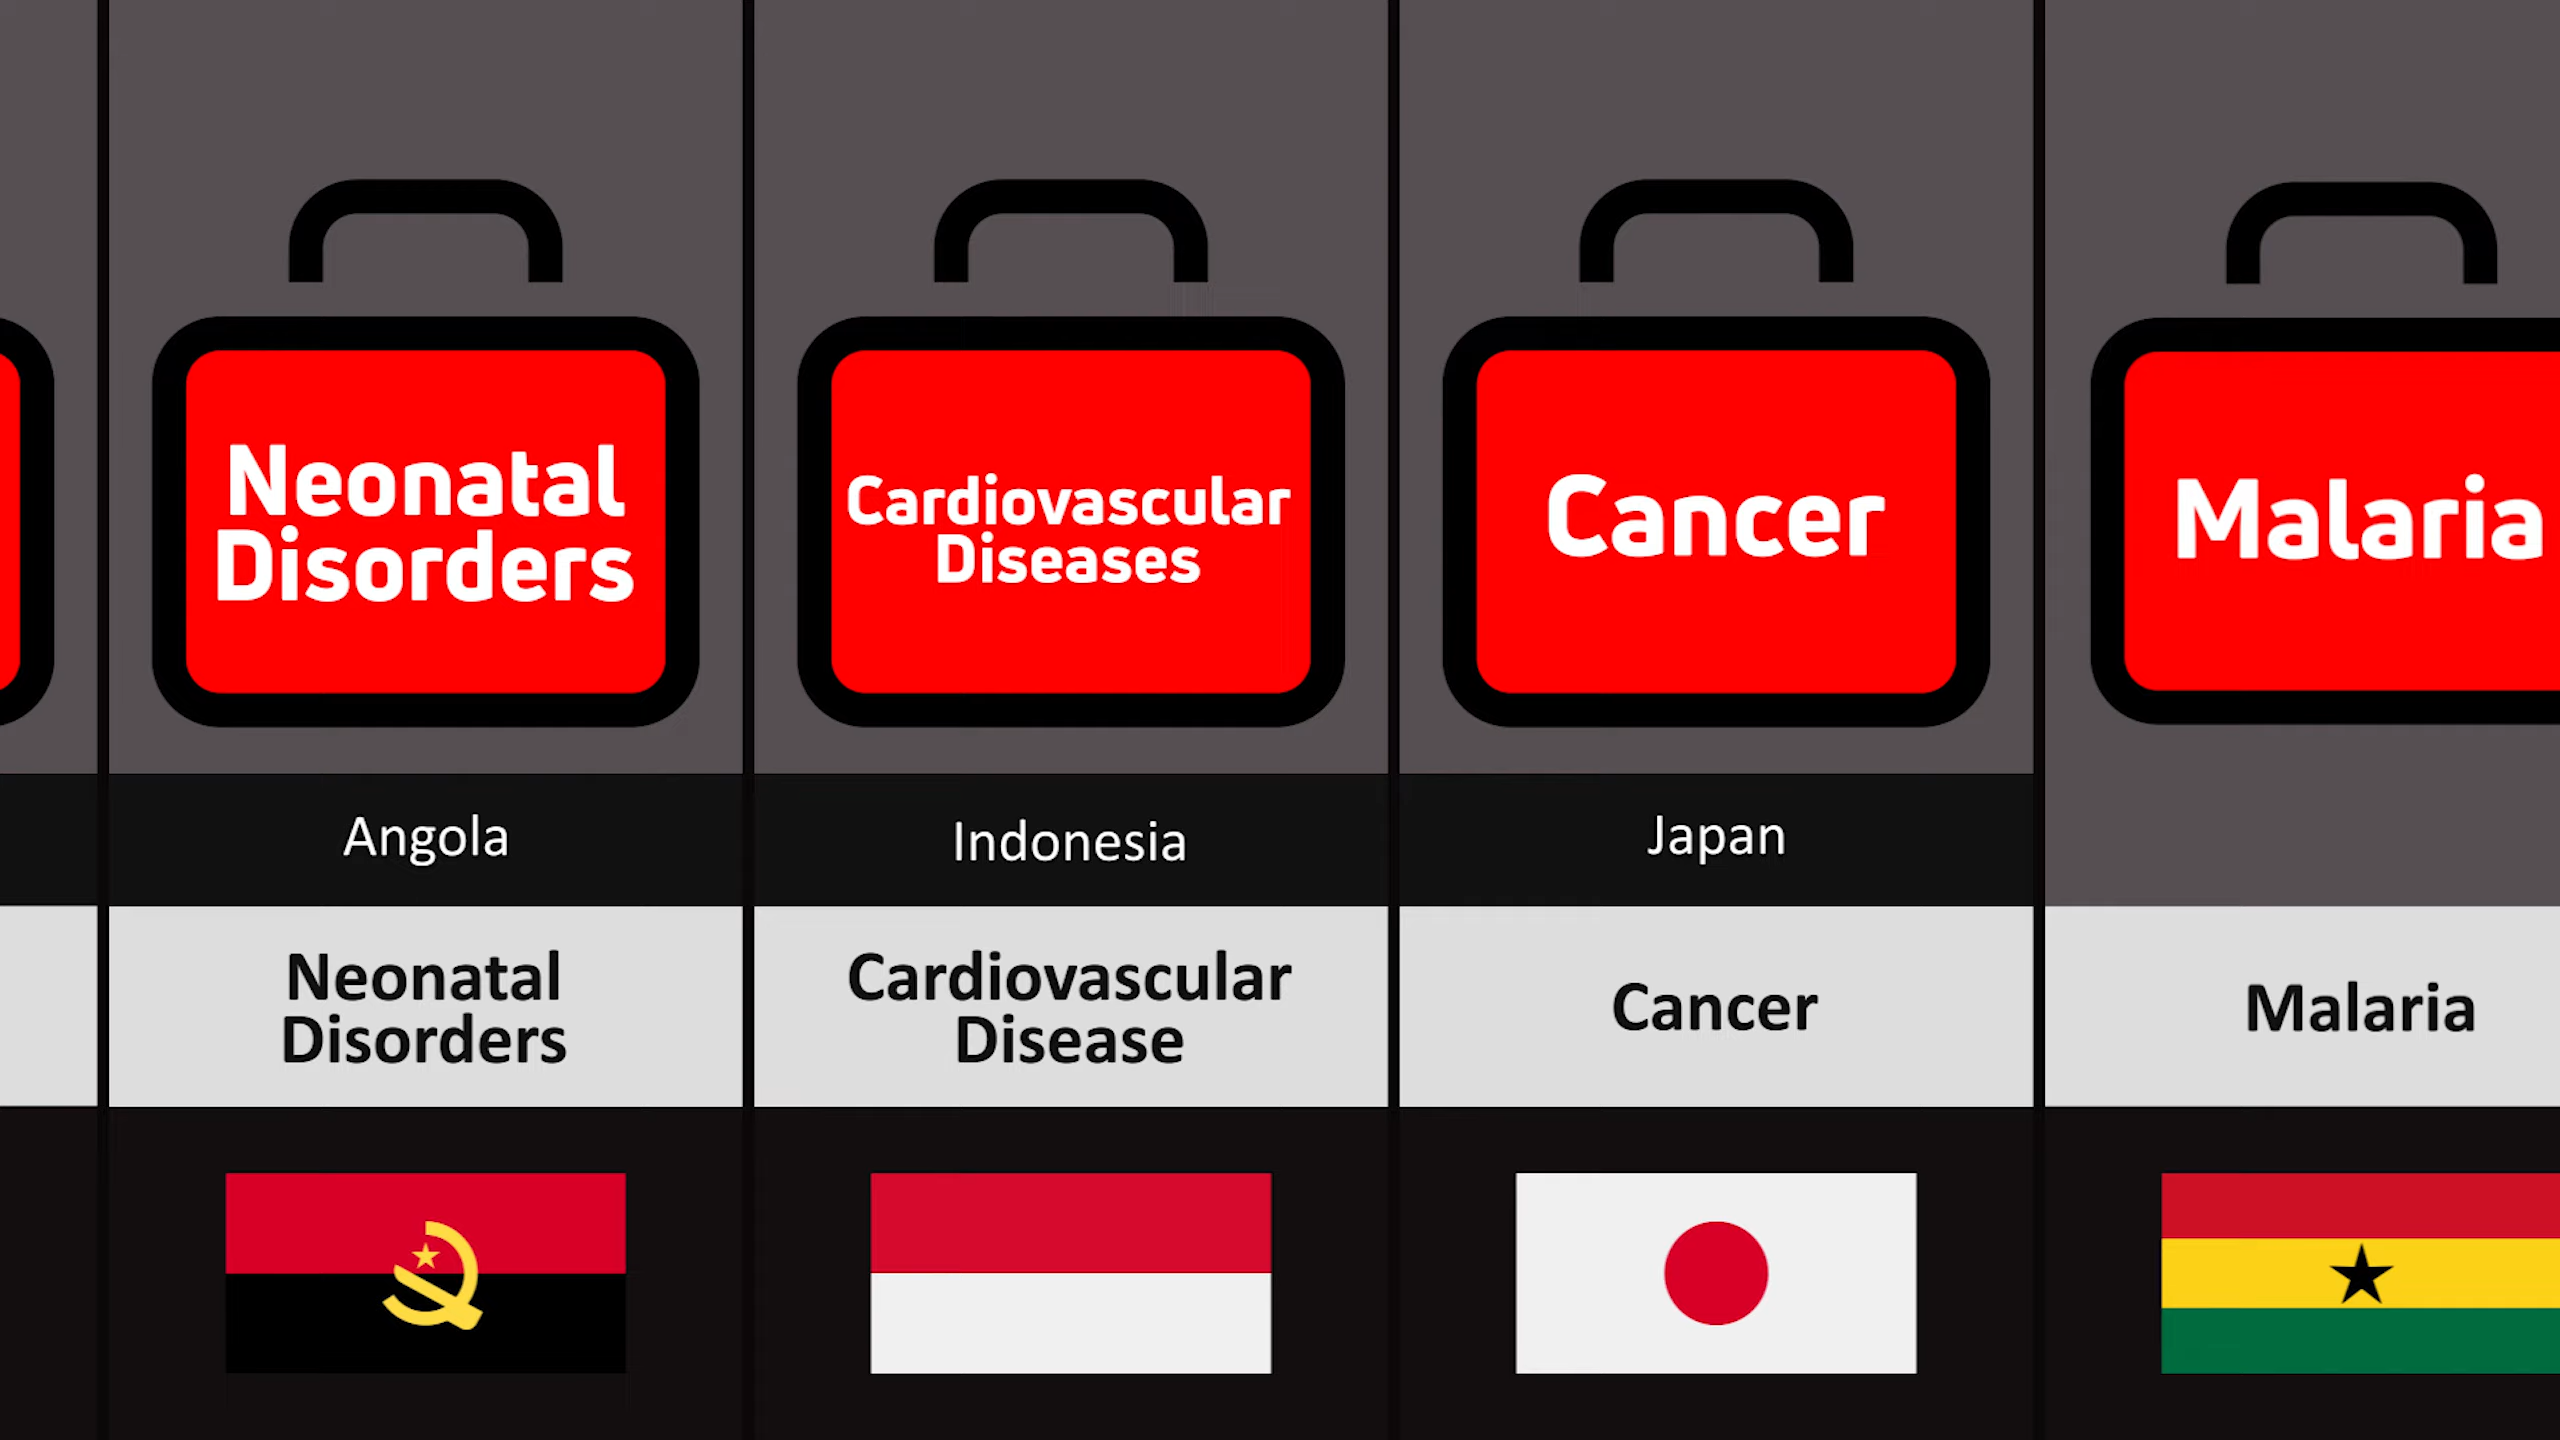 Neonatal
Disorders
Cardiovascular
Diseases
Cancer
Malaria
Angola
Indonesia
Japan
Neonatal
Disorders
Cardiovascular
Disease
Cancer
Malaria